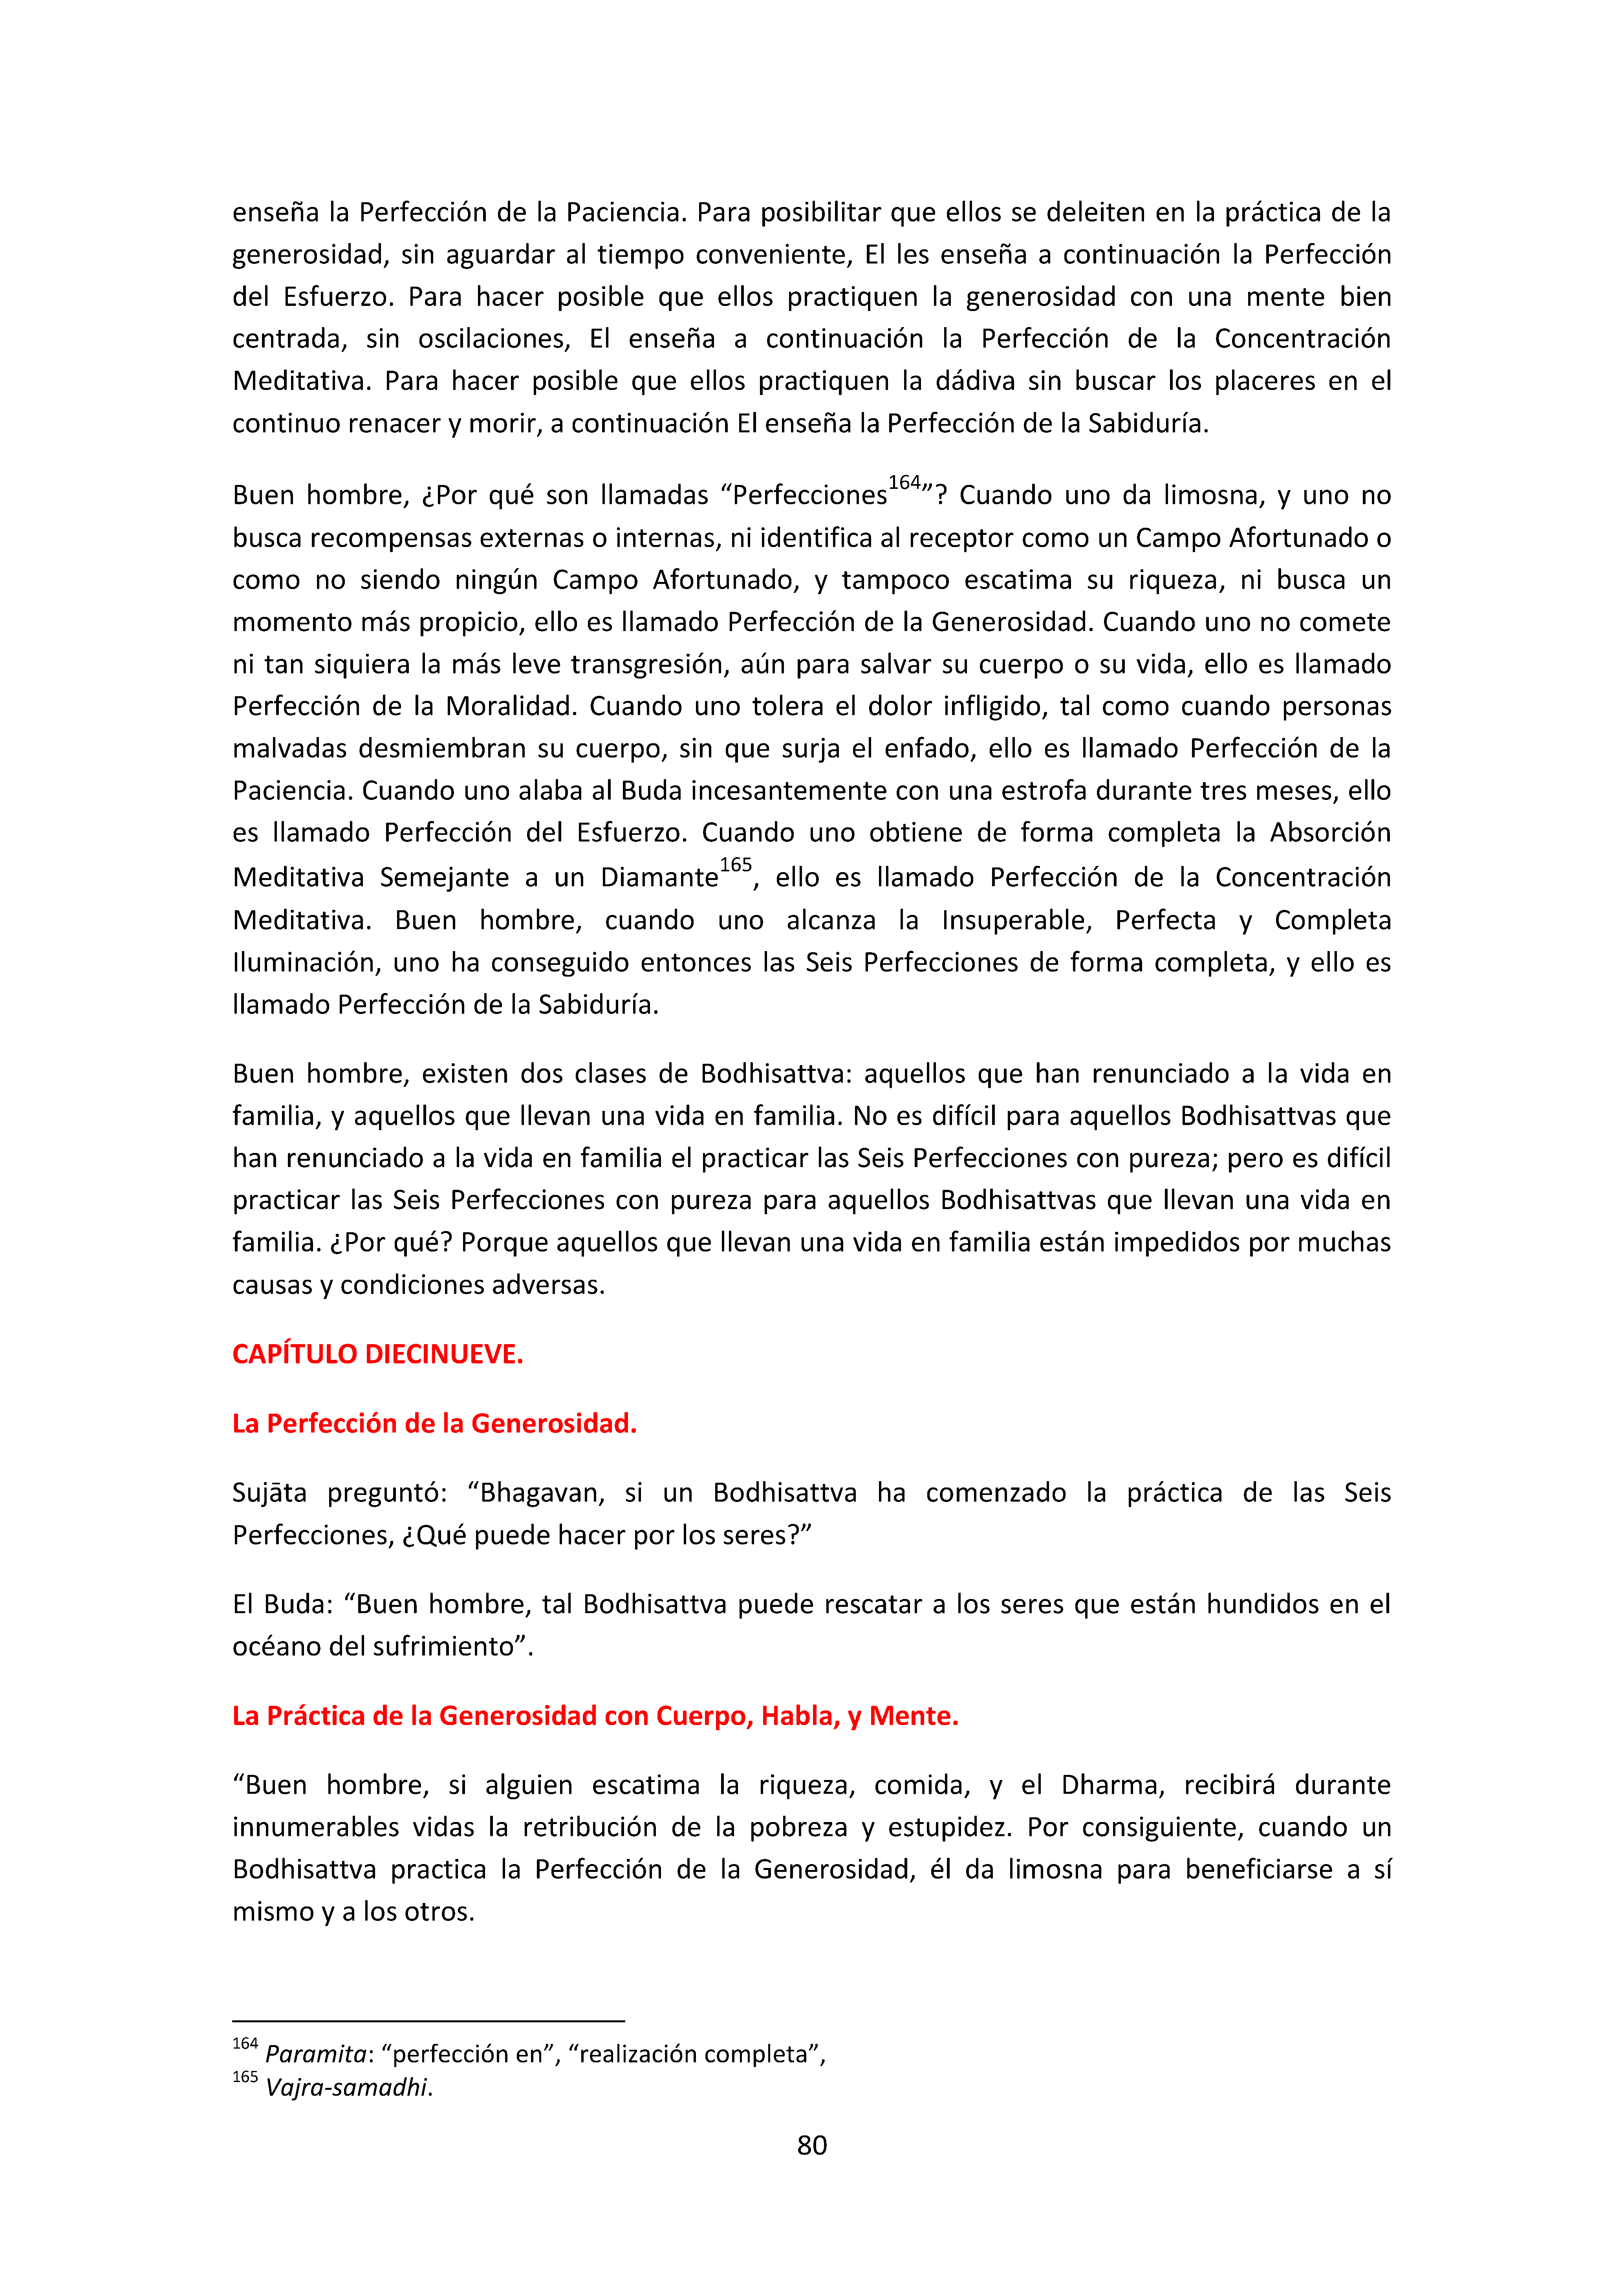 enseña la Perfección de la Paciencia. Para posibilitar que ellos se deleiten en la práctica de la
generosidad, sin aguardar al tiempo conveniente, El les enseña a continuación la Perfección
del Esfuerzo. Para hacer posible que ellos practiquen la generosidad con una mente bien
centrada, sin oscilaciones, El enseña a continuación la Perfección de la Concentración
Meditativa. Para hacer posible que ellos practiquen la dádiva sin buscar los placeres en el
continuo renacer y morir, a continuación El enseña la Perfección de la Sabiduría.
Buen hombre, ¿Por qué son llamadas “Perfecciones164”? Cuando uno da limosna, y uno no
busca recompensas externas o internas, ni identifica al receptor como un Campo Afortunado o
como no siendo ningún Campo Afortunado, y tampoco escatima su riqueza, ni busca un
momento más propicio, ello es llamado Perfección de la Generosidad. Cuando uno no comete
ni tan siquiera la más leve transgresión, aún para salvar su cuerpo o su vida, ello es llamado
Perfección de la Moralidad. Cuando uno tolera el dolor infligido, tal como cuando personas
malvadas desmiembran su cuerpo, sin que surja el enfado, ello es llamado Perfección de la
Paciencia. Cuando uno alaba al Buda incesantemente con una estrofa durante tres meses, ello
es llamado Perfección del Esfuerzo. Cuando uno obtiene de forma completa la Absorción
Meditativa Semejante a un Diamante165, ello es llamado Perfección de la Concentración
Meditativa. Buen hombre, cuando uno alcanza la Insuperable, Perfecta y Completa
Iluminación, uno ha conseguido entonces las Seis Perfecciones de forma completa, y ello es
llamado Perfección de la Sabiduría.
Buen hombre, existen dos clases de Bodhisattva: aquellos que han renunciado a la vida en
familia, y aquellos que llevan una vida en familia. No es difícil para aquellos Bodhisattvas que
han renunciado a la vida en familia el practicar las Seis Perfecciones con pureza; pero es difícil
practicar las Seis Perfecciones con pureza para aquellos Bodhisattvas que llevan una vida en
familia. ¿Por qué? Porque aquellos que llevan una vida en familia están impedidos por muchas
causas y condiciones adversas.
CAPÍTULO DIECINUEVE.
La Perfección de la Generosidad.
Sujāta preguntó: “Bhagavan, si un Bodhisattva ha comenzado la práctica de las Seis
Perfecciones, ¿Qué puede hacer por los seres?”
El Buda: “Buen hombre, tal Bodhisattva puede rescatar a los seres que están hundidos en el
océano del sufrimiento”.
La Práctica de la Generosidad con Cuerpo, Habla, y Mente.
“Buen hombre, si alguien escatima la riqueza, comida, y el Dharma, recibirá durante
innumerables vidas la retribución de la pobreza y estupidez. Por consiguiente, cuando un
Bodhisattva practica la Perfección de la Generosidad, él da limosna para beneficiarse a sí
mismo y a los otros.
164 Paramita: “perfección en”, “realización completa”,
165 Vajra-samadhi.
80